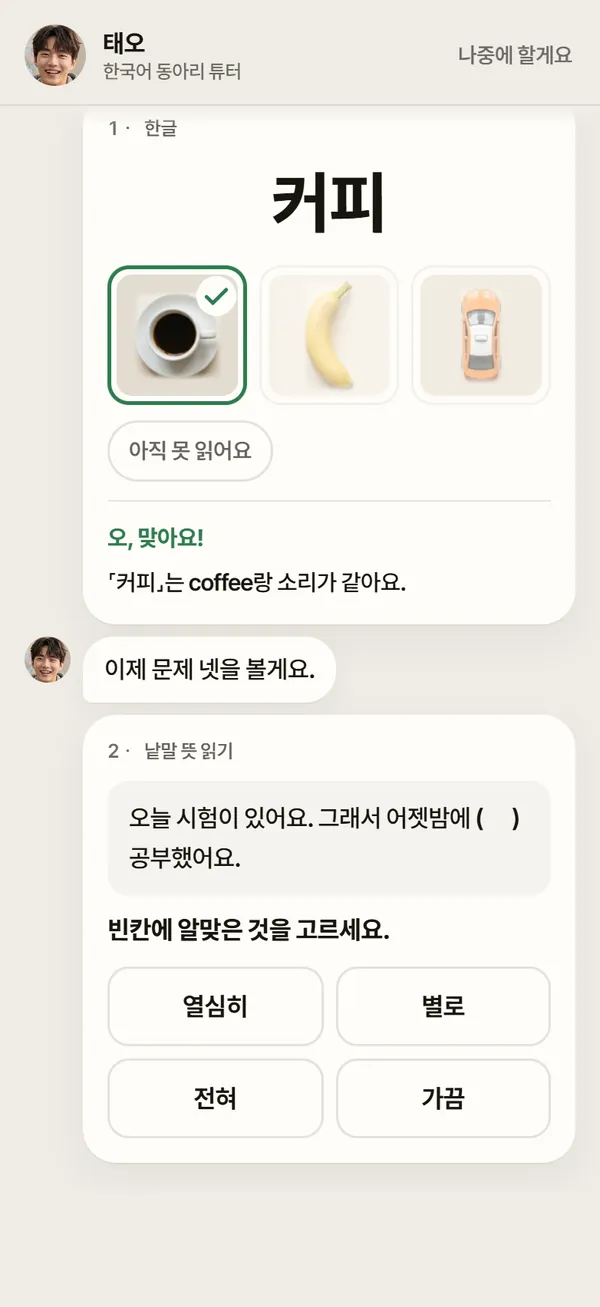 태오
한국어 동아리 튜터
나중에 할게요
1 · 한글
커피
아직 못 읽어요
오, 맞아요!
「커피」는 coffee랑 소리가 같아요.
이제 문제 넷을 볼게요.
2 · 낱말 뜻 읽기
오늘 시험이 있어요. 그래서 어젯밤에 ( )
공부했어요.
빈칸에 알맞은 것을 고르세요.
열심히
별로
전혀
가끔